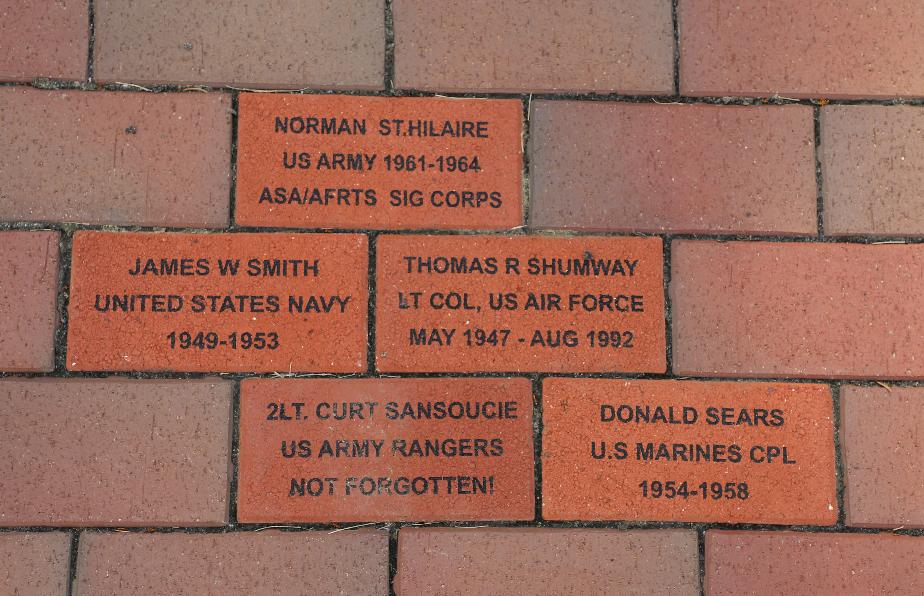 NORMAN ST.HILAIRE
US ARMY 1961-1964
ASA/AFRTS SIG CORPS
JAMES W SMITH
UNITED STATES NAVY
1949-1953
THOMAS R SHUMWAY
LT COL, US AIR FORCE
MAY 1947 - AUG 1992
2LT. CURT SANSOUCIE
US ARMY RANGERS
NOT FORGOTTEN!
DONALD SEARS
U.S MARINES CPL
1954-1958